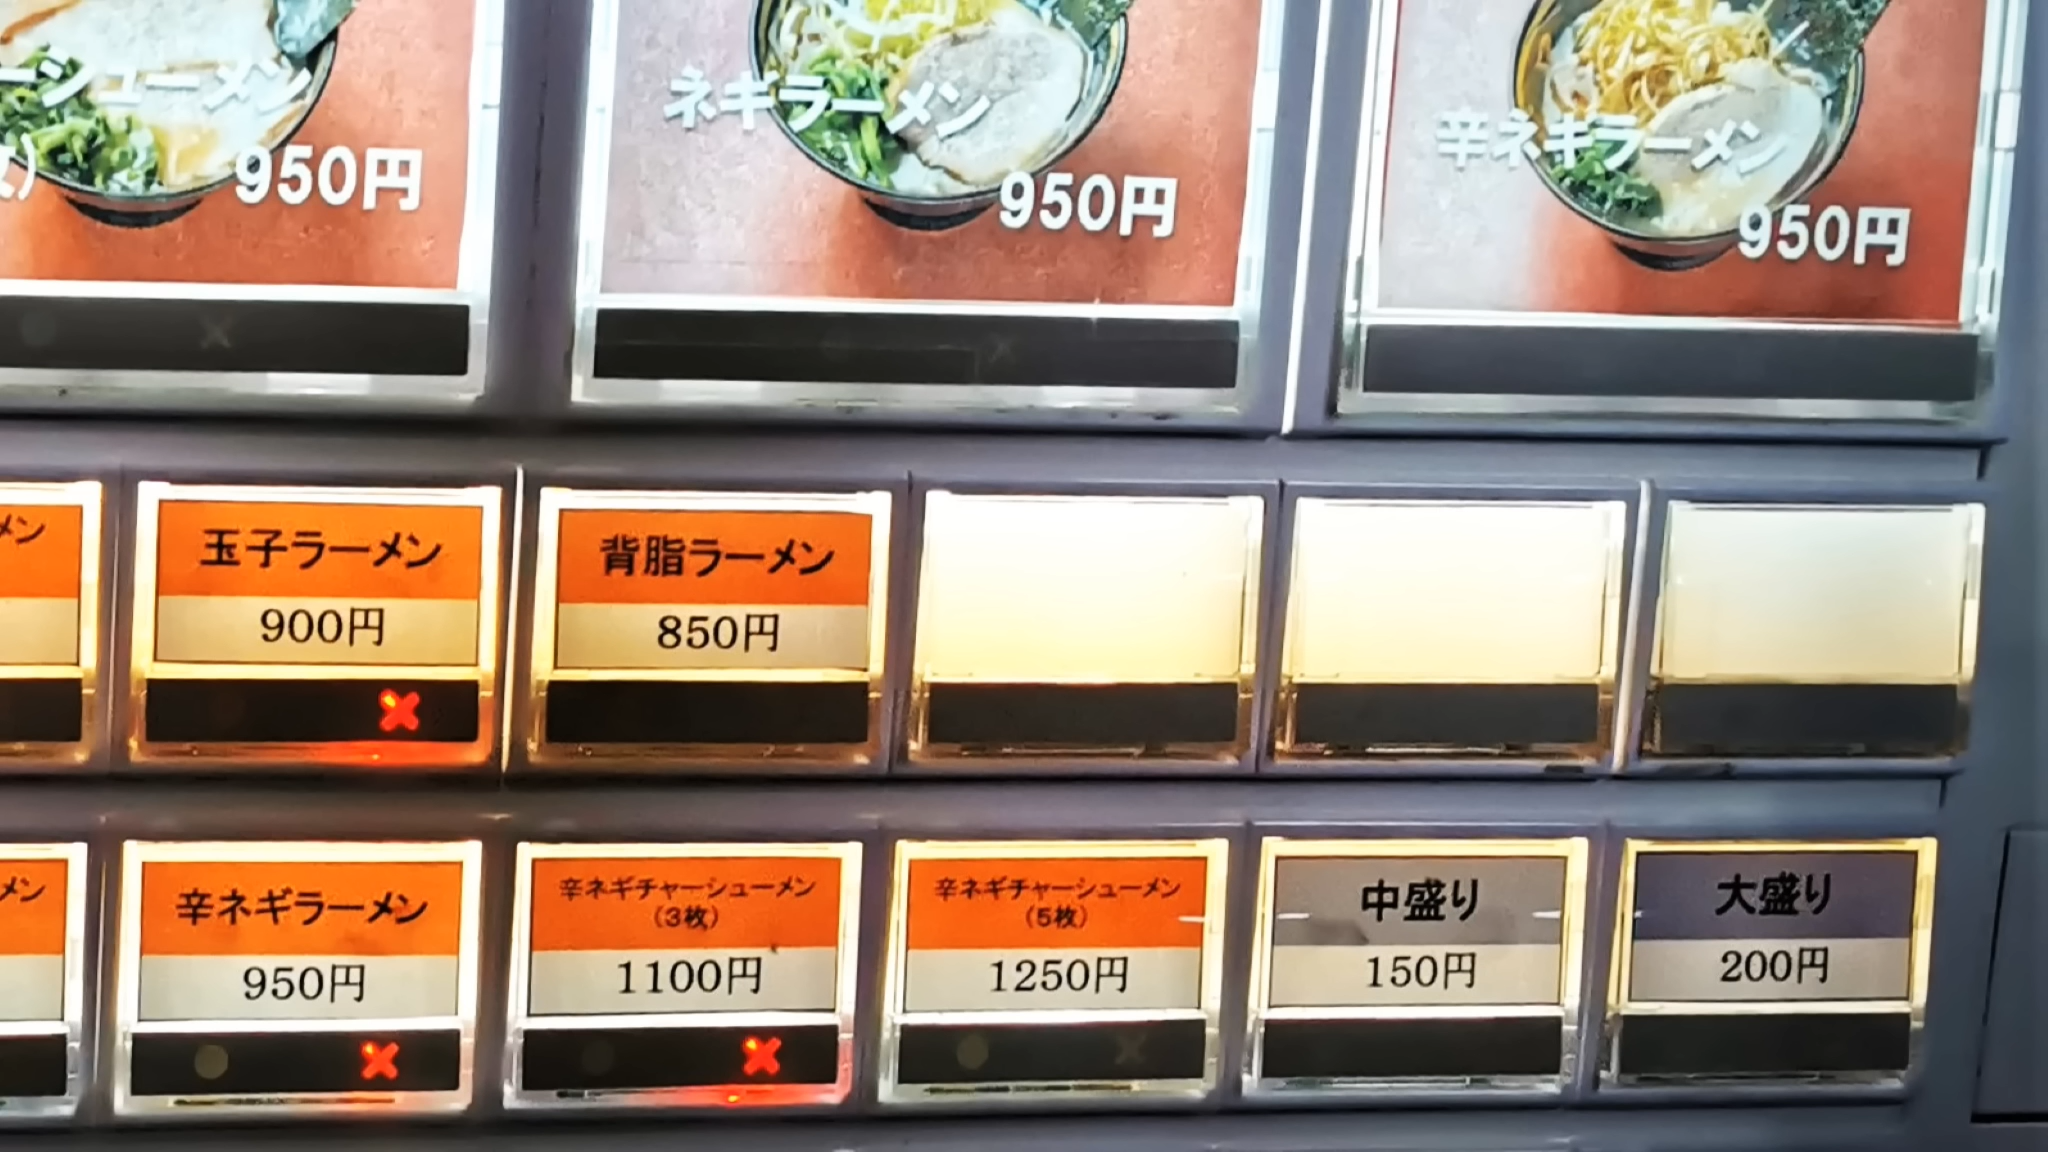 ーシューメン
枚）
950円
ネギラーメン
950円
辛ネギラーメン
950円
メン
玉子ラーメン
900円
背脂ラーメン
850円
メン
辛ネギラーメン
950円
辛ネギチャーシューメン
（3枚）
1100円
辛ネギチャーシューメン
（5枚）
1250円
中盛り
150円
大盛り
200円